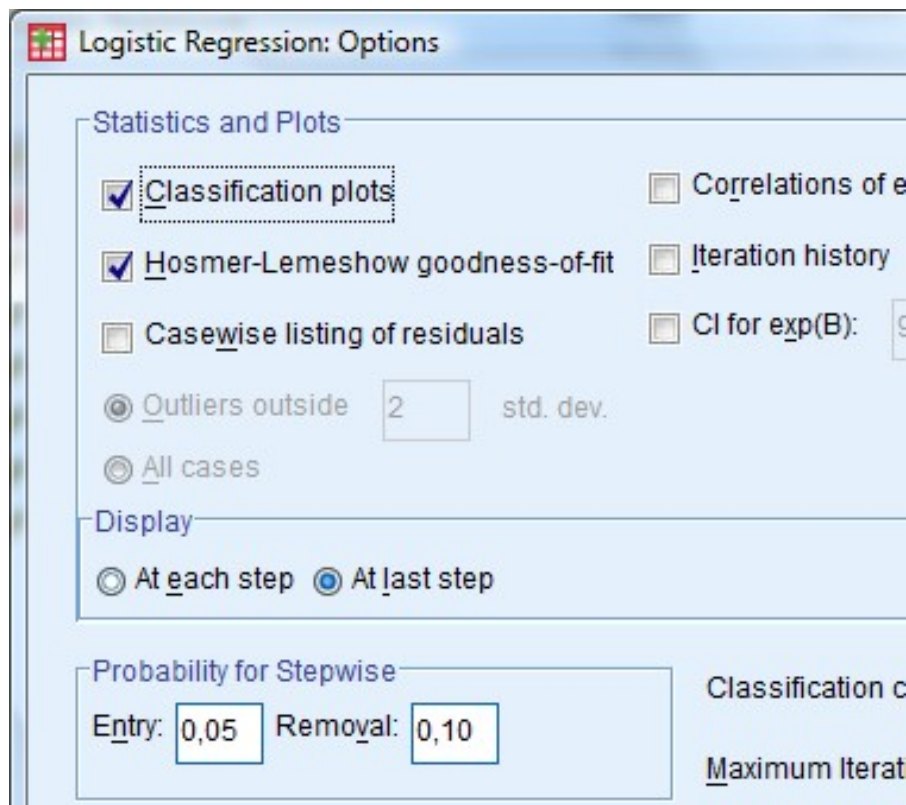 Logistic Regression: Options
Statistics and Plots
Classification plots
Correlations of
Hosmer-Lemeshow goodness-of-fit
Iteration history
Casewise listing of residuals
CI for exp(B):
Outliers outside 2 std. dev.
All cases
Display
At each step At last step
Probability for Stepwise
Entry: 0,05 Removal: 0,10
Classification
Maximum